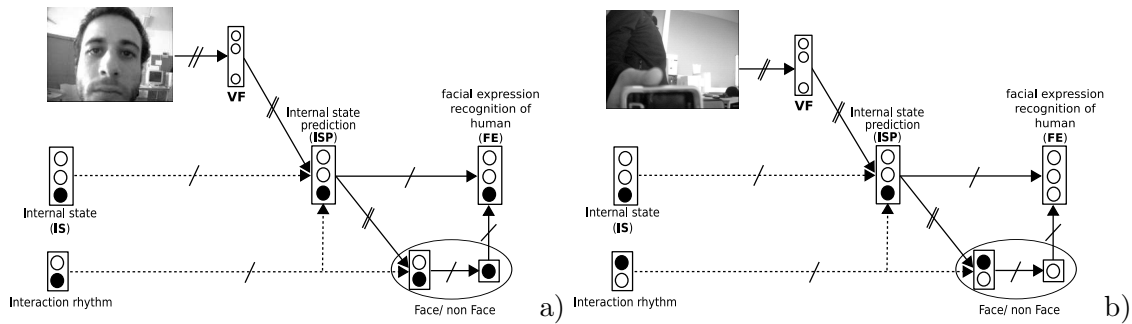 VF
facial expression
recognition of
human
(FE)
Internal state
prediction
(ISP)
Internal state
(IS)
Interaction rhythm
Face/ non Face
a)
VF
facial expression
recognition of
human
(FE)
Internal state
prediction
(ISP)
Internal state
(IS)
Interaction rhythm
Face/ non Face
b)